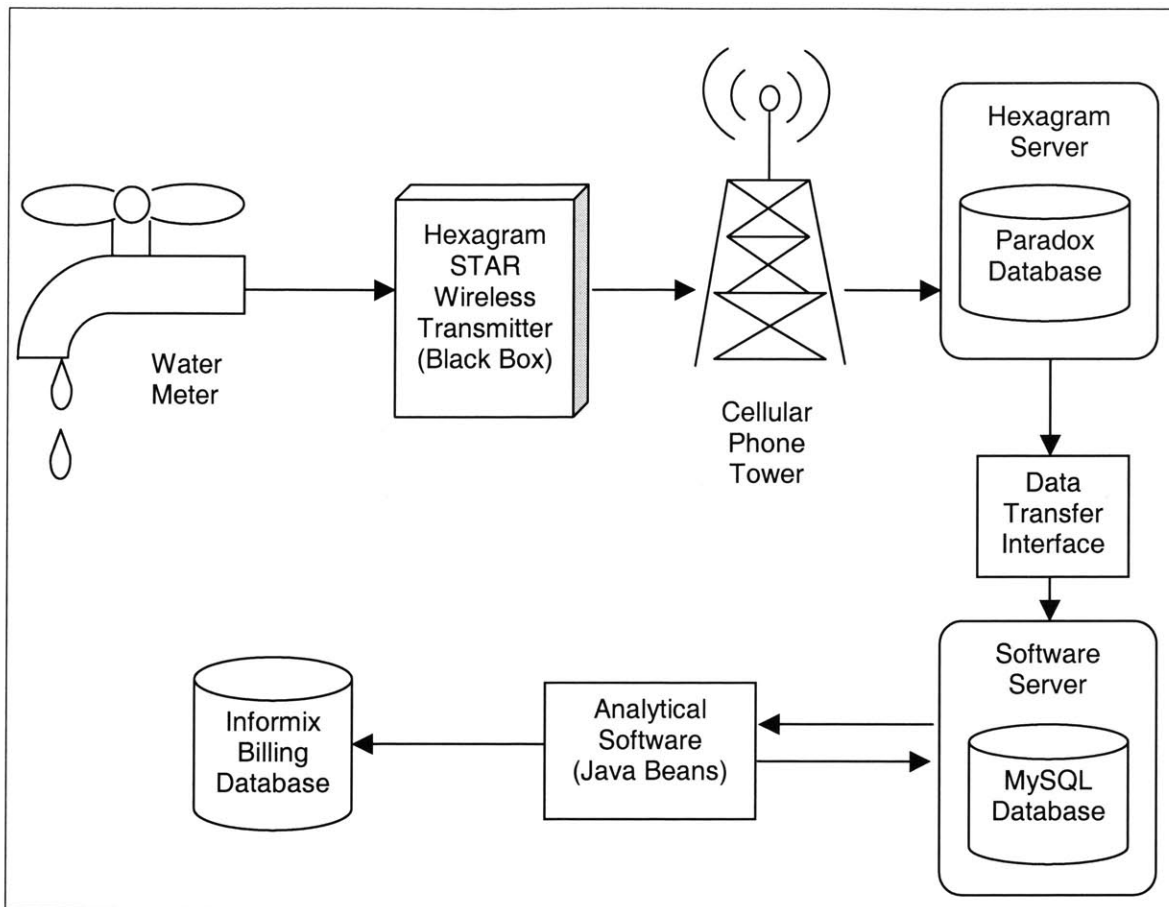 Hexagram
Server
Paradox
Database
Hexagram
STAR
Wireless
Transmitter
(Black Box)
Water
Meter
Cellular
Phone
Tower
Data
Transfer
Interface
Software
Server
MySQL
Database
Analytical
Software
(Java Beans)
Informix
Billing
Database